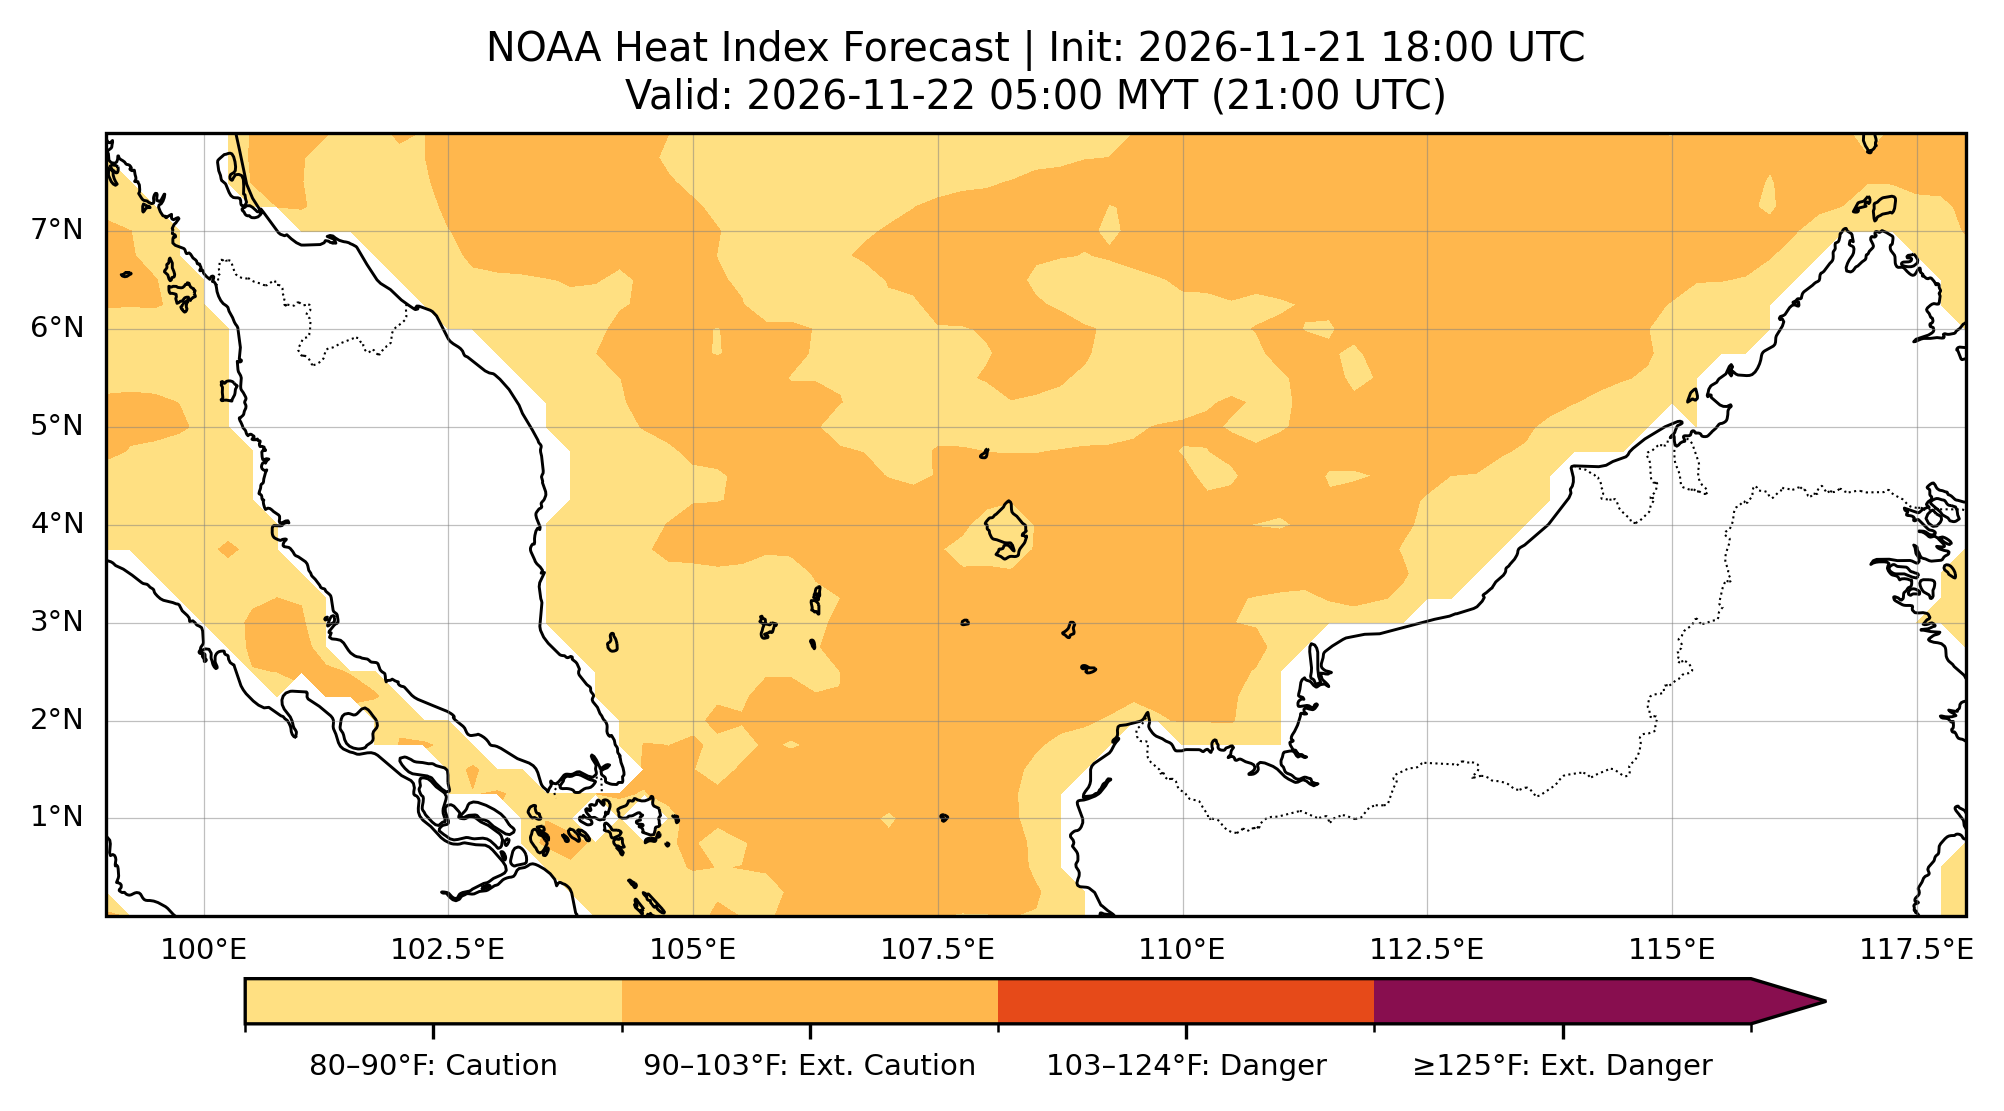 NOAA Heat Index Forecast | Init: 2026-11-21 18:00 UTC
Valid: 2026-11-22 05:00 MYT (21:00 UTC)
7°N
6°N
5°N
4°N
3°N
2°N
1°N
100°E 102.5°E 105°E 107.5°E 110°E 112.5°E 115°E 117.5°E
80–90°F: Caution 90–103°F: Ext. Caution 103–124°F: Danger ≥125°F: Ext. Danger